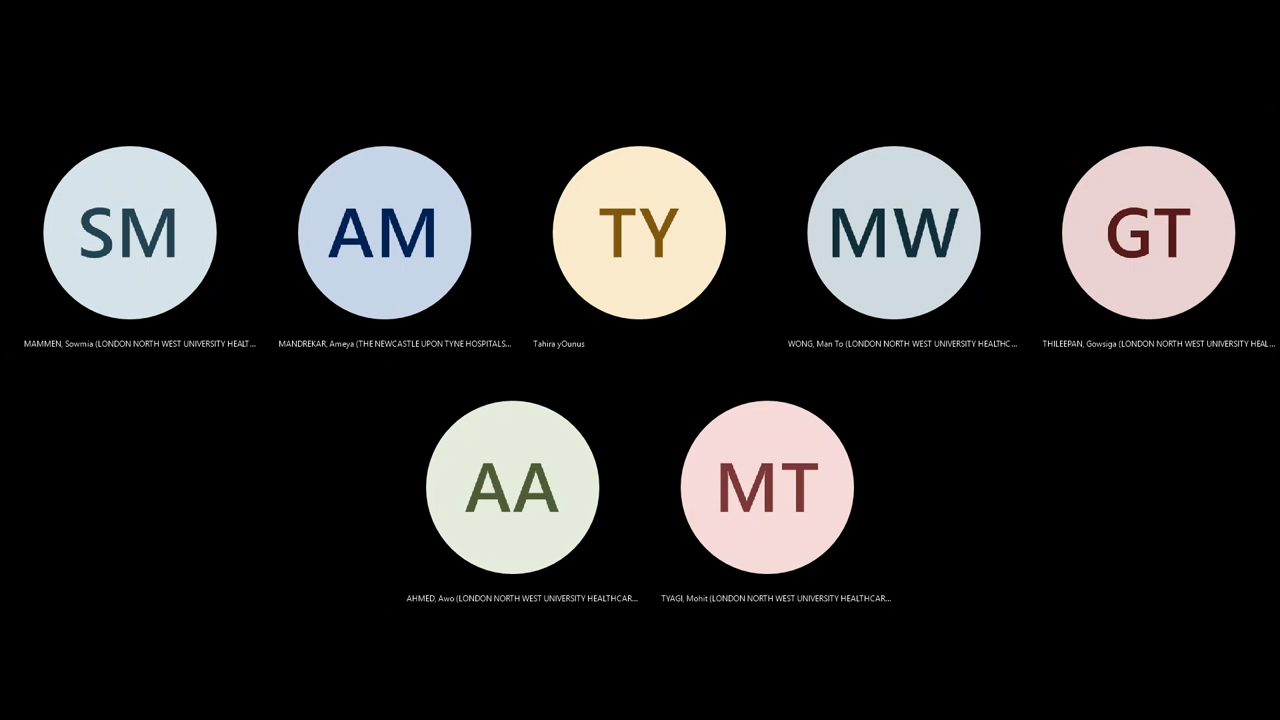 SM
AM
TY
MW
GT
MAMMEN, Sowmia (LONDON NORTH WEST UNIVERSITY HEALT...
MANDREKAR, Ameya (THE NEWCASTLE UPON TYNE HOSPITALS...
Tahira yOunus
WONG, Man To (LONDON NORTH WEST UNIVERSITY HEALTHC...
THILEEPAN, Gowsiga (LONDON NORTH WEST UNIVERSITY HEAL...
AA
MT
AHMED, Awo (LONDON NORTH WEST UNIVERSITY HEALTHCAR...
TYAGI, Mohit (LONDON NORTH WEST UNIVERSITY HEALTHCAR...